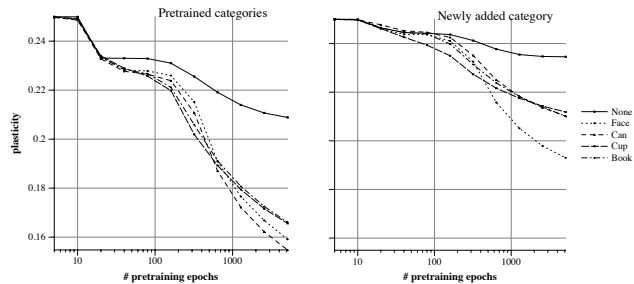 Pretrained categories
Newly added category
0.24
0.22
0.2
0.18
0.16
plasticity
10
100
1000
# pretraining epochs
10
100
1000
# pretraining epochs
None
Face
Can
Cup
Book